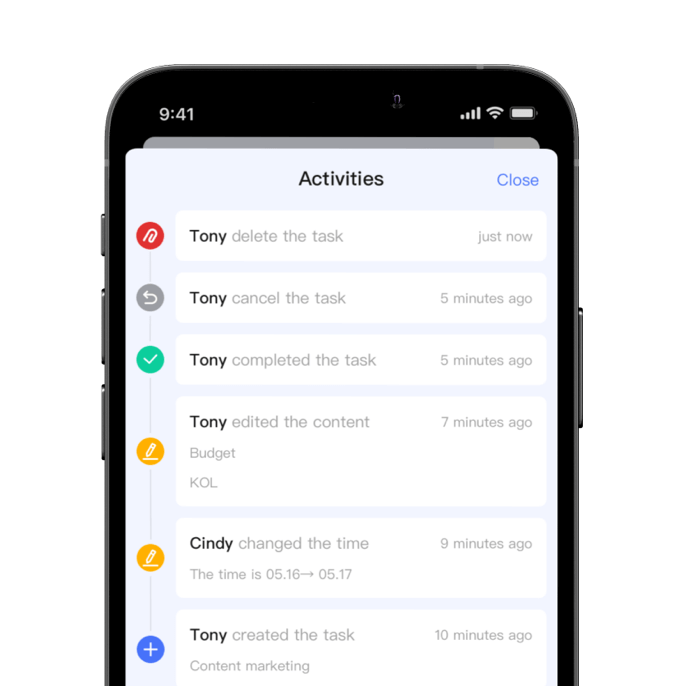 9:41
Activities
Close
Tony delete the task
just now
Tony cancel the task
5 minutes ago
Tony completed the task
5 minutes ago
Tony edited the content
7 minutes ago
Budget
KOL
Cindy changed the time
9 minutes ago
The time is 05.16→ 05.17
Tony created the task
10 minutes ago
Content marketing